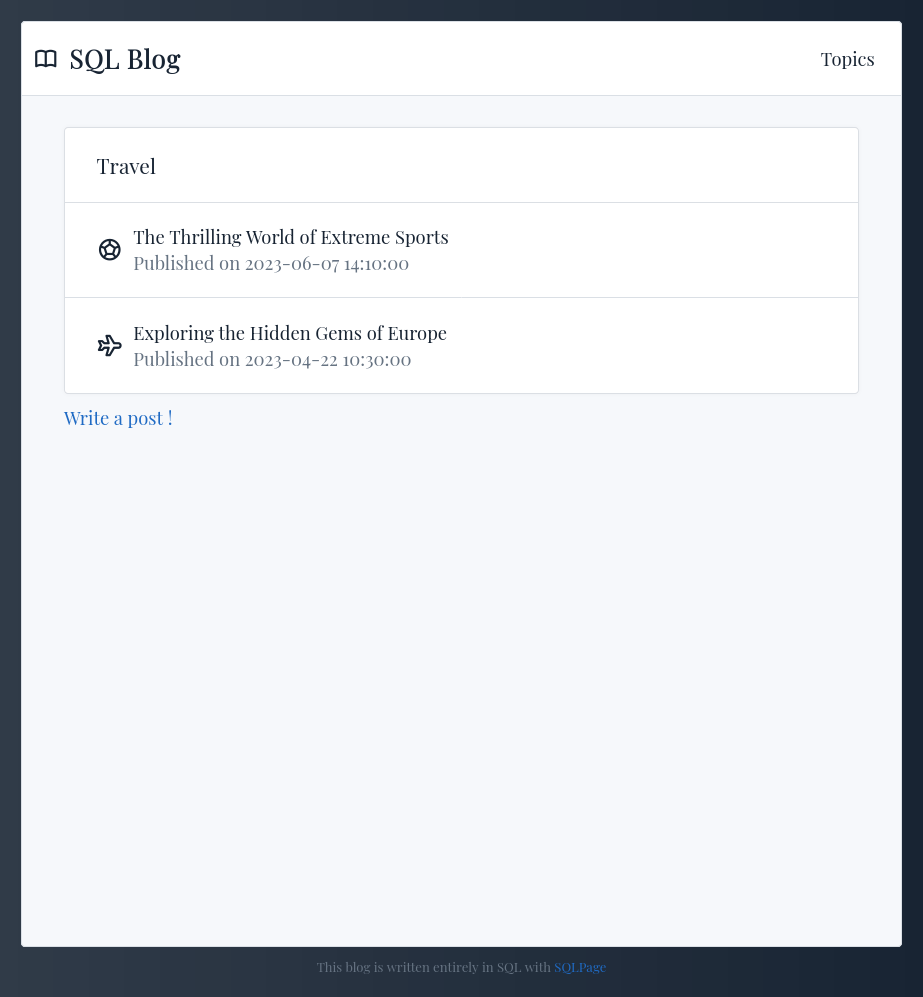 SQL Blog
Topics
Travel
The Thrilling World of Extreme Sports
Published on 2023-06-07 14:10:00
Exploring the Hidden Gems of Europe
Published on 2023-04-22 10:30:00
Write a post !
This blog is written entirely in SQL with SQLPage